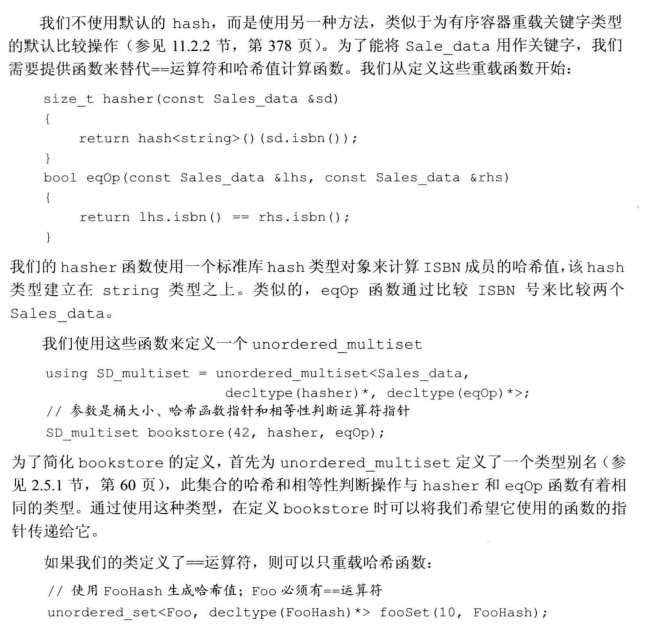 我们不使用默认的 hash，而是使用另一种方法，类似于为有序容器重载关键字类型
的默认比较操作（参见 11.2.2 节，第 378 页）。为了能将 Sale_data 用作关键字，我们
需要提供函数来替代==运算符和哈希值计算函数。我们从定义这些重载函数开始：
size_t hasher(const Sales_data &sd)
{
return hash<string>()(sd.isbn());
}
bool eqOp(const Sales_data &lhs, const Sales_data &rhs)
{
return lhs.isbn() == rhs.isbn();
}
我们的 hasher 函数使用一个标准库 hash 类型对象来计算 ISBN 成员的哈希值，该 hash
类型建立在 string 类型之上。类似的，eqOp 函数通过比较 ISBN 号来比较两个
Sales_data。
我们使用这些函数来定义一个 unordered_multiset
using SD_multiset = unordered_multiset<Sales_data,
decltype(hasher)*, decltype(eqOp)*>;
// 参数是桶大小、哈希函数指针和相等性判断运算符指针
SD_multiset bookstore(42, hasher, eqOp);
为了简化 bookstore 的定义，首先为 unordered_multiset 定义了一个类型别名（参
见 2.5.1 节，第 60 页），此集合的哈希和相等性判断操作与 hasher 和 eqOp 函数有着相
同的类型。通过使用这种类型，在定义 bookstore 时可以将我们希望它使用的函数的指
针传递给它。
如果我们的类定义了==运算符，则可以只重载哈希函数：
// 使用 FooHash 生成哈希值；Foo 必须有==运算符
unordered_set<Foo, decltype(FooHash)*> fooSet(10, FooHash);